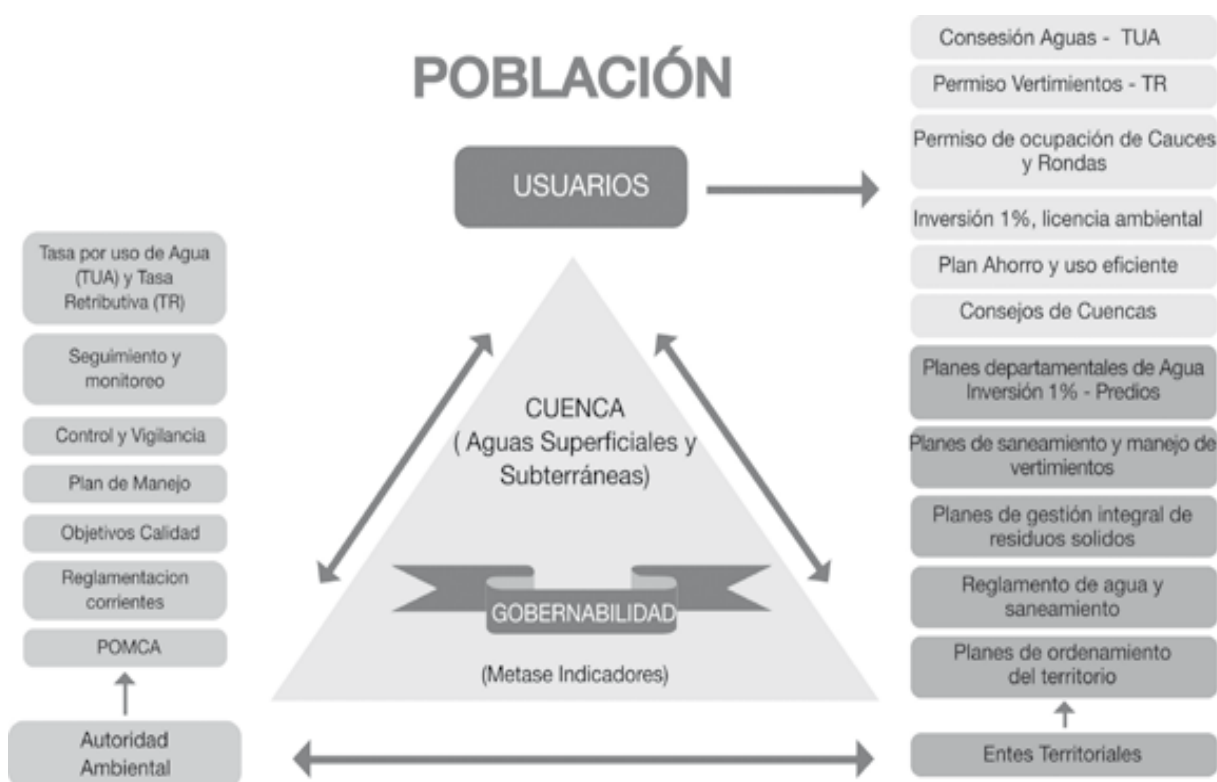 POBLACIÓN
USUARIOS
Consesión Aguas - TUA
Permiso Vertimientos - TR
Permiso de ocupación de Cauces
y Rondas
Inversión 1%, licencia ambiental
Plan Ahorro y uso eficiente
Consejos de Cuencas
Planes departamentales de Agua
Inversión 1% - Predios
Planes de saneamiento y manejo de
vertimientos
Planes de gestión integral de
residuos solidos
Reglamento de agua y
saneamiento
Planes de ordenamiento
del territorio
Entes Territoriales
Tasa por uso de Agua
(TUA) y Tasa
Retributiva (TR)
Seguimiento y
monitoreo
Control y Vigilancia
Plan de Manejo
Objetivos Calidad
Reglamentacion
corrientes
POMCA
Autoridad
Ambiental
CUENCA
( Aguas Superficiales y
Subterráneas)
GOBERNABILIDAD
(Metase Indicadores)